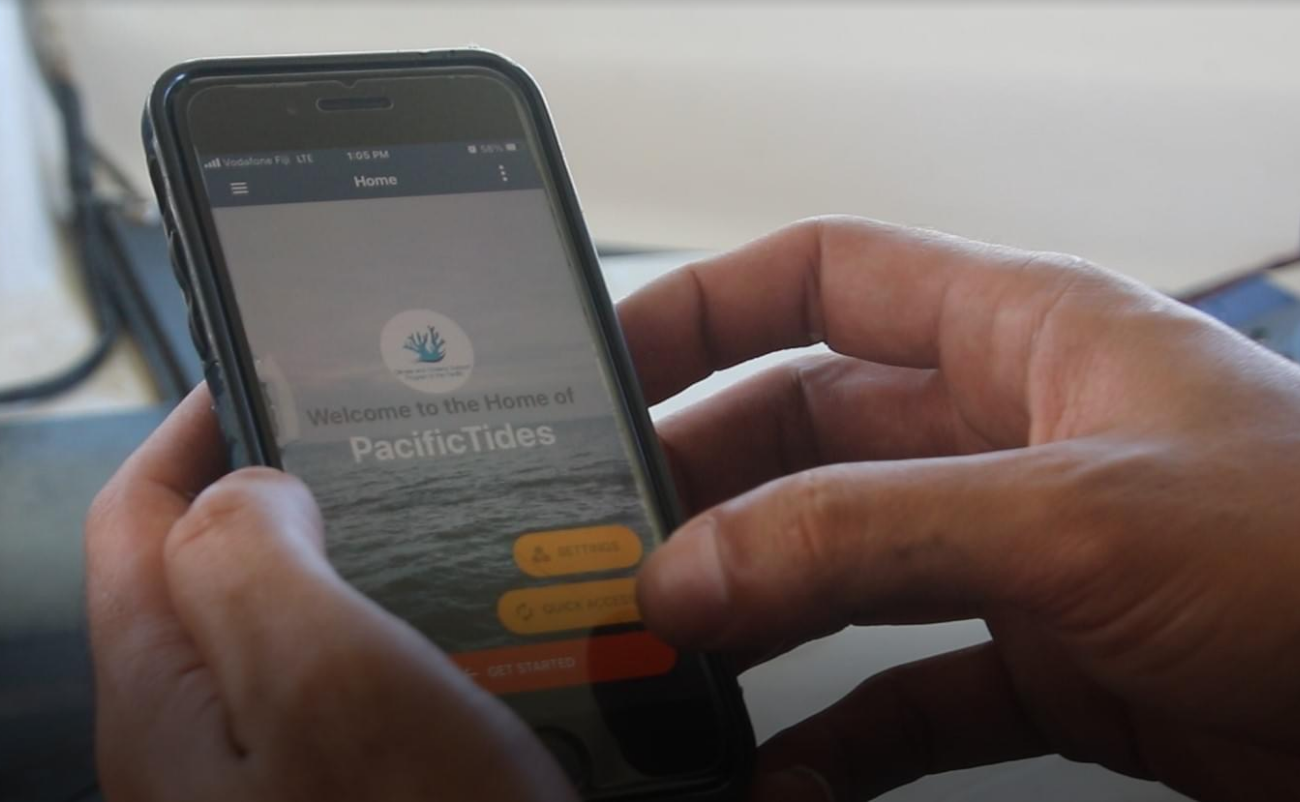 Vodafone Fiji LTE 1:05 PM 58%
Home
Welcome to the Home of
PacificTides
SETTINGS
QUICK ACCESS
GET STARTED